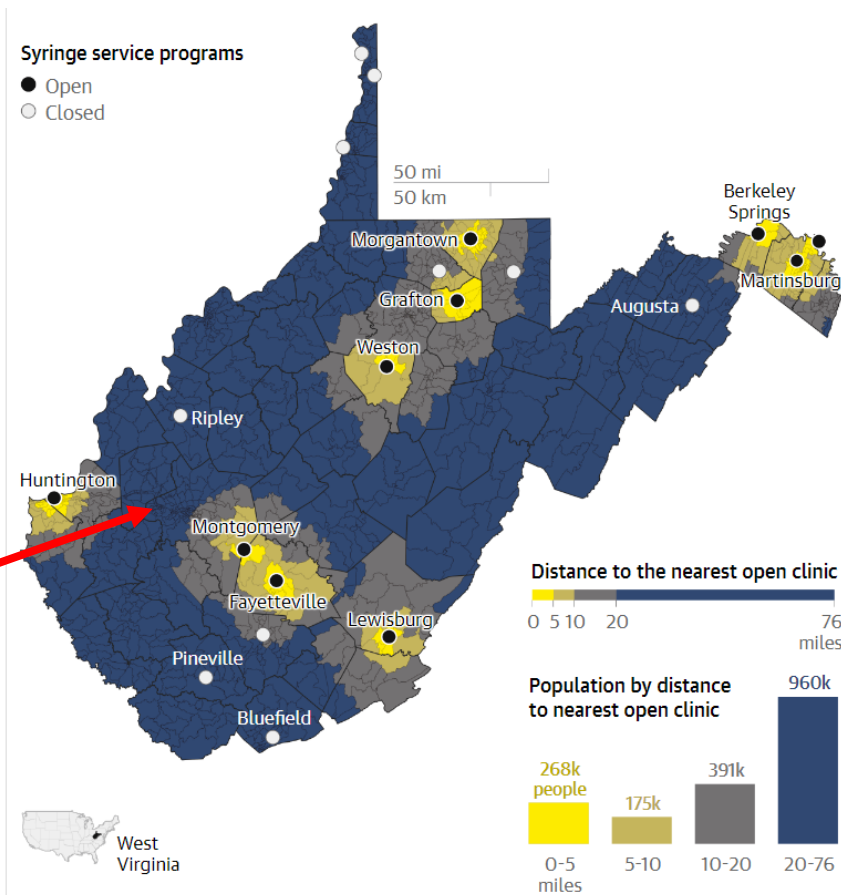 Syringe service programs
Open
Closed
50 mi
50 km
Berkeley
Springs
Morgantown
Martinsburg
Grafton
Augusta
Weston
Ripley
Huntington
Montgomery
Fayetteville
Lewisburg
Pineville
Bluefield
Distance to the nearest open clinic
0 5 10 20 76
miles
Population by distance
to nearest open clinic
268k
people
175k
391k
960k
0-5
miles
5-10
10-20
20-76
West
Virginia